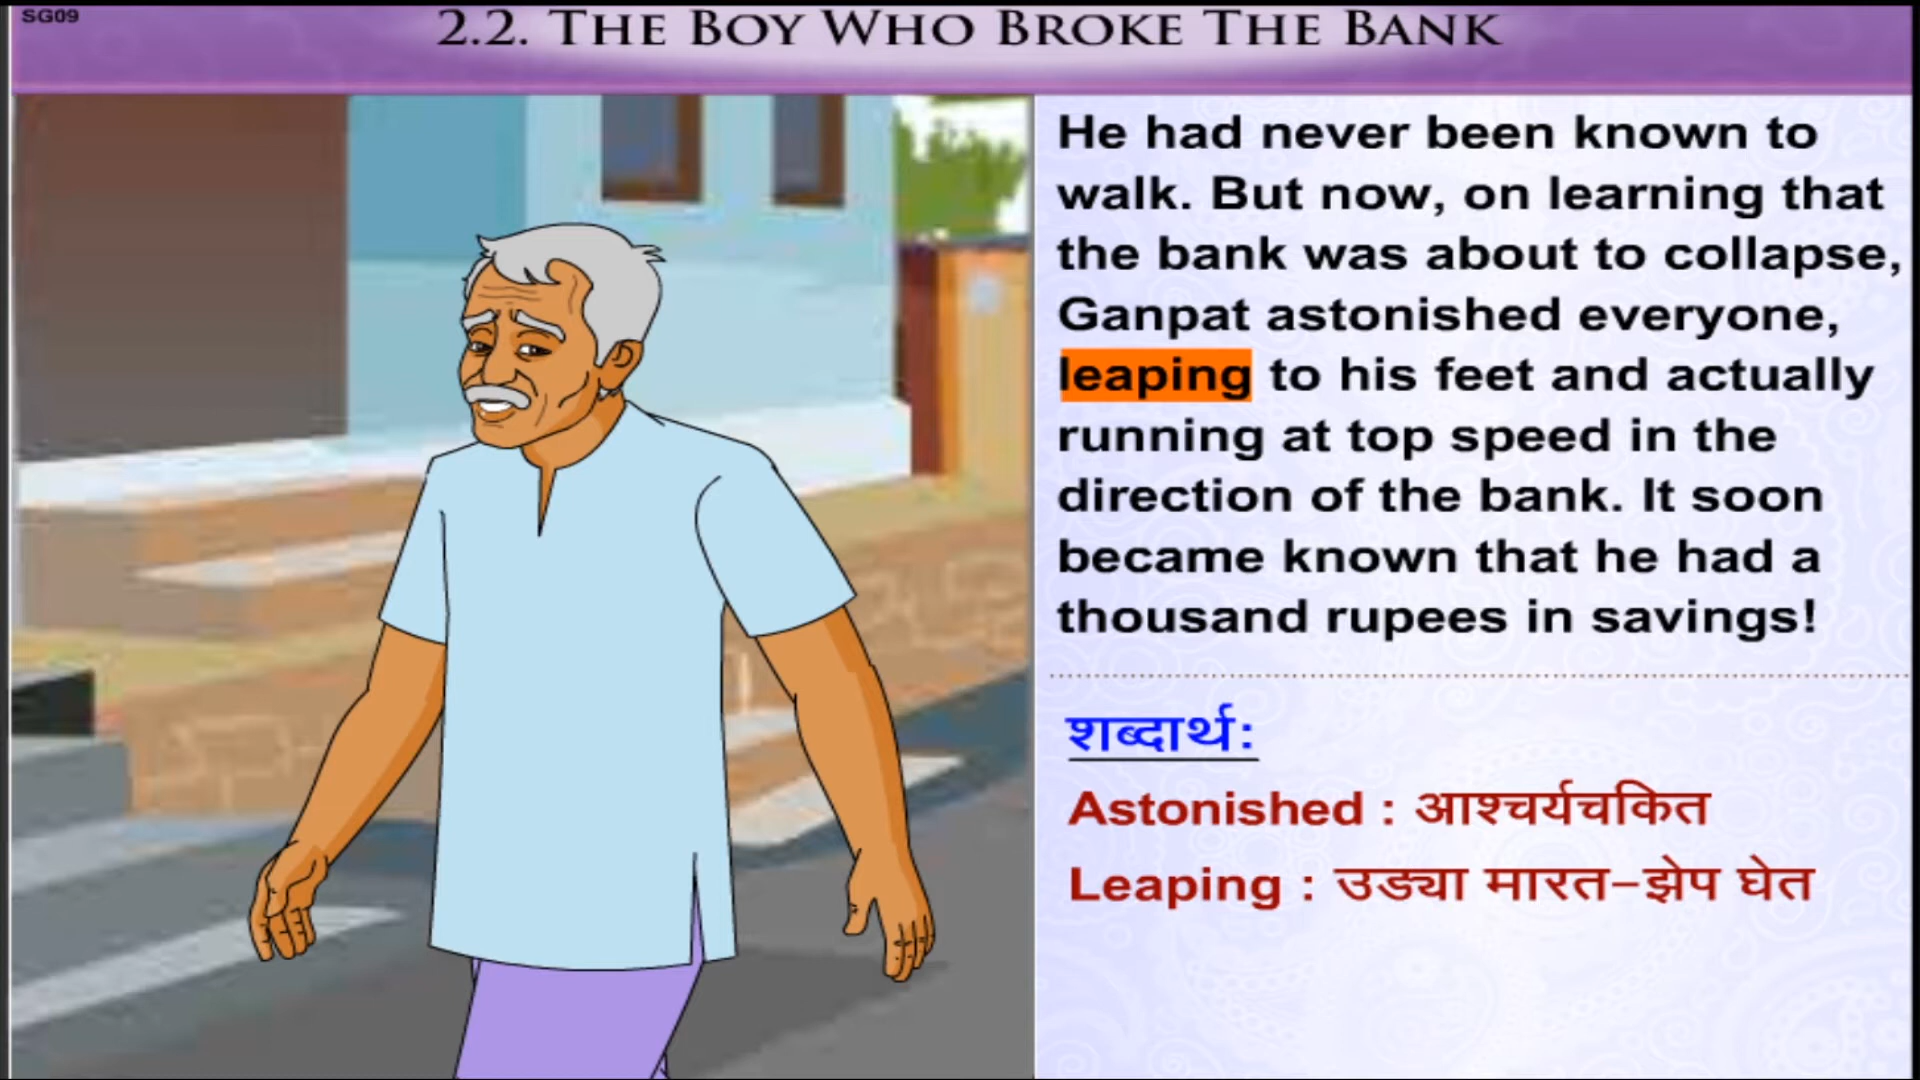 SG09
2.2. THE BOY WHO BROKE THE BANK
He had never been known to
walk. But now, on learning that
the bank was about to collapse,
Ganpat astonished everyone,
leaping to his feet and actually
running at top speed in the
direction of the bank. It soon
became known that he had a
thousand rupees in savings!
शब्दार्थ:
Astonished : आश्चर्यचकित
Leaping : उड्या मारत–झेप घेत